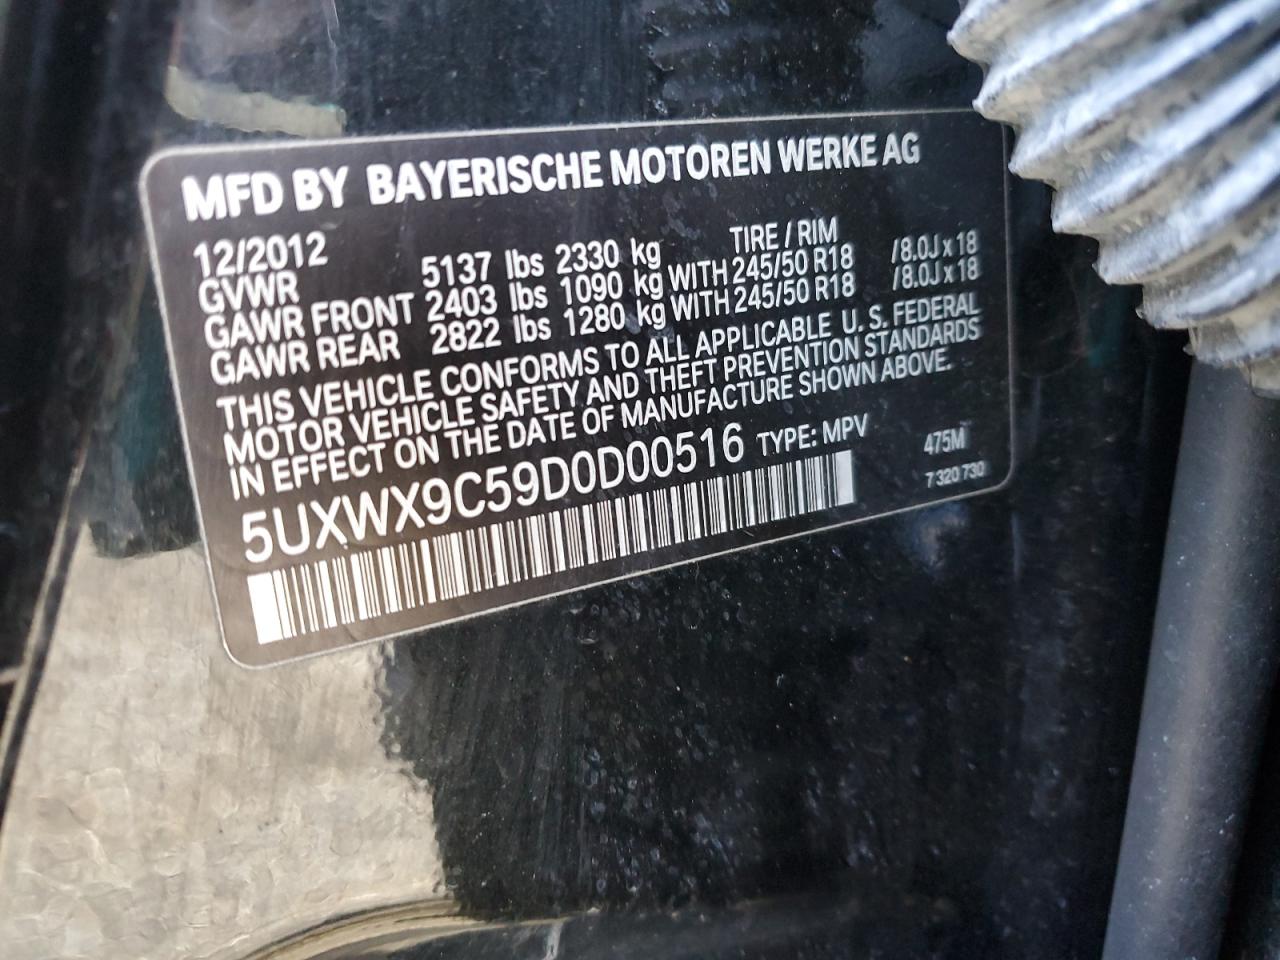 MFD BY BAYERISCHE MOTOREN WERKE AG
12/2012 TIRE / RIM
GVWR 5137 lbs 2330 kg
GAWR FRONT 2403 lbs 1090 kg WITH 245/50 R18 /8.0J x 18
GAWR REAR 2822 lbs 1280 kg WITH 245/50 R18 /8.0J x 18
THIS VEHICLE CONFORMS TO ALL APPLICABLE U. S. FEDERAL
MOTOR VEHICLE SAFETY AND THEFT PREVENTION STANDARDS
IN EFFECT ON THE DATE OF MANUFACTURE SHOWN ABOVE.
5UXWX9C59D0D00516 TYPE: MPV 475M
7 320 730